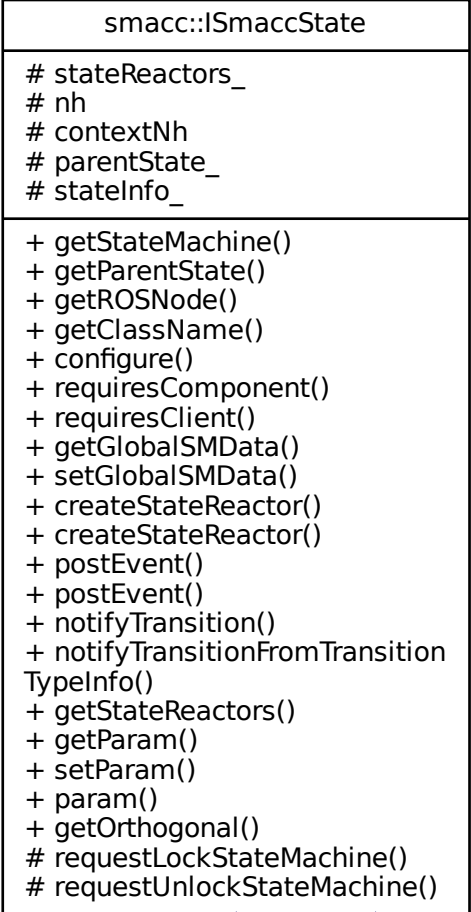 smacc::ISmaccState
# stateReactors_
# nh
# contextNh
# parentState_
# stateInfo_
+ getStateMachine()
+ getParentState()
+ getROSNode()
+ getClassName()
+ configure()
+ requiresComponent()
+ requiresClient()
+ getGlobalSMData()
+ setGlobalSMData()
+ createStateReactor()
+ createStateReactor()
+ postEvent()
+ postEvent()
+ notifyTransition()
+ notifyTransitionFromTransition
TypeInfo()
+ getStateReactors()
+ getParam()
+ setParam()
+ param()
+ getOrthogonal()
# requestLockStateMachine()
# requestUnlockStateMachine()